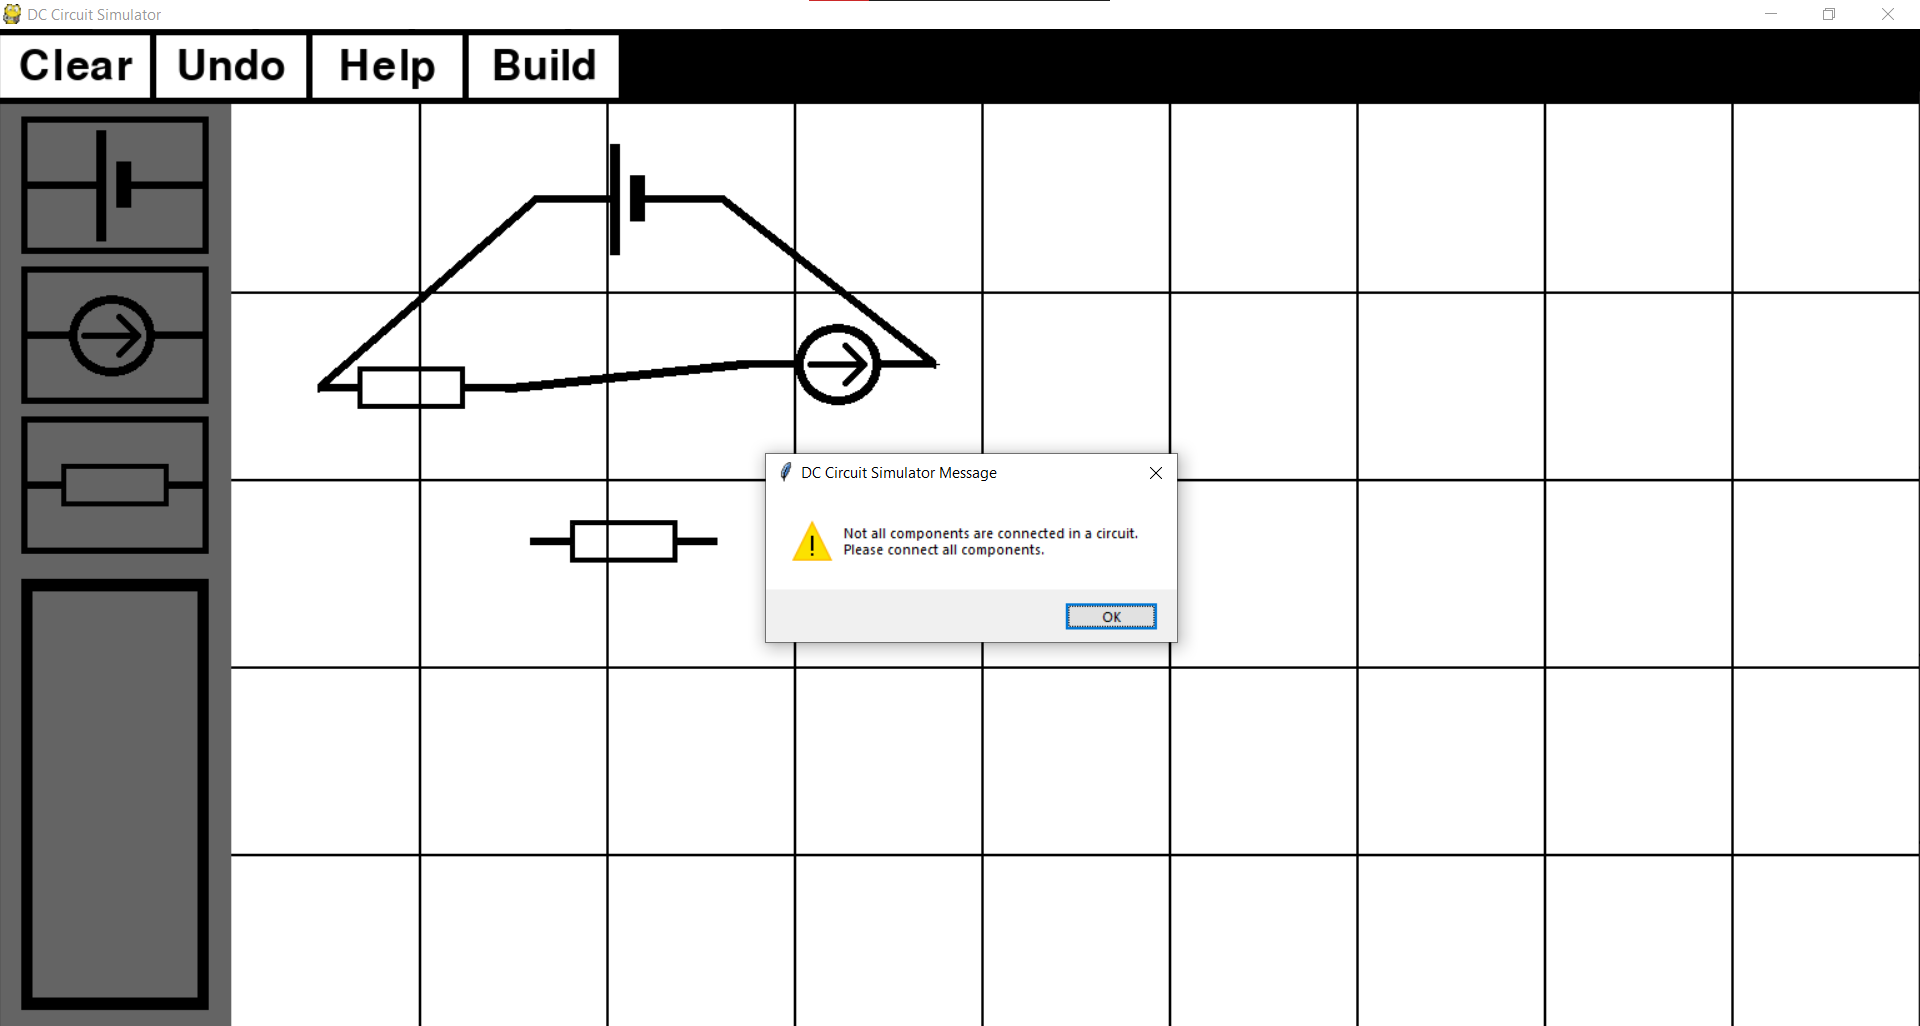 DC Circuit Simulator
Clear Undo Help Build
DC Circuit Simulator Message
Not all components are connected in a circuit.
Please connect all components.
OK